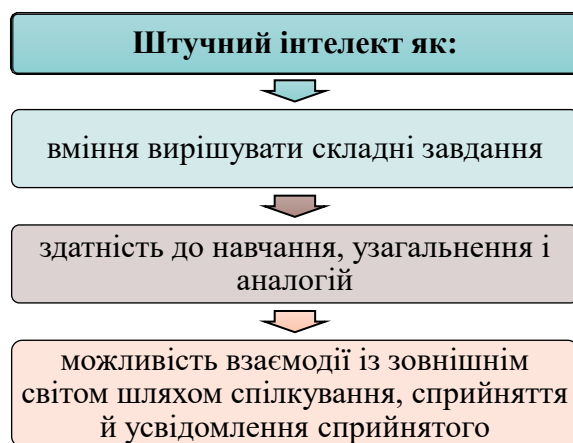 Штучний інтелект як:
вміння вирішувати складні завдання
здатність до навчання, узагальнення і
аналогій
можливість взаємодії із зовнішнім
світом шляхом спілкування, сприйняття
й усвідомлення сприйнятого